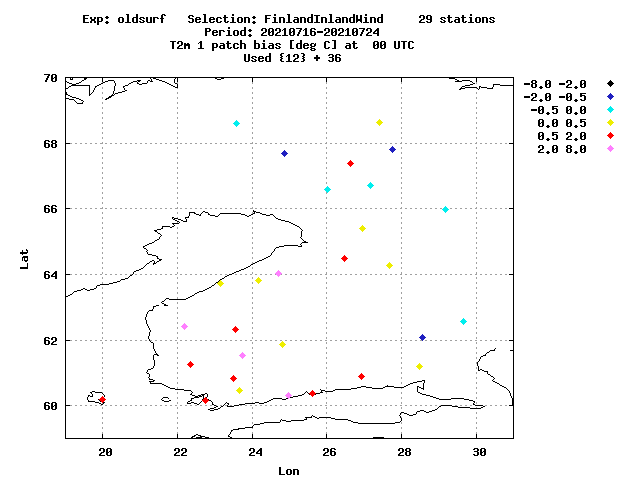 Exp: oldsurf   Selection: FinlandInlandWind     29 stations
Period: 20210716-20210724
T2m 1 patch bias [deg C] at  00 UTC
Used {12} + 36
70
68
66
64
62
60
Lat
20 22 24 26 28 30
Lon
-8.0 -2.0
-2.0 -0.5
-0.5 0.0
0.0 0.5
0.5 2.0
2.0 8.0